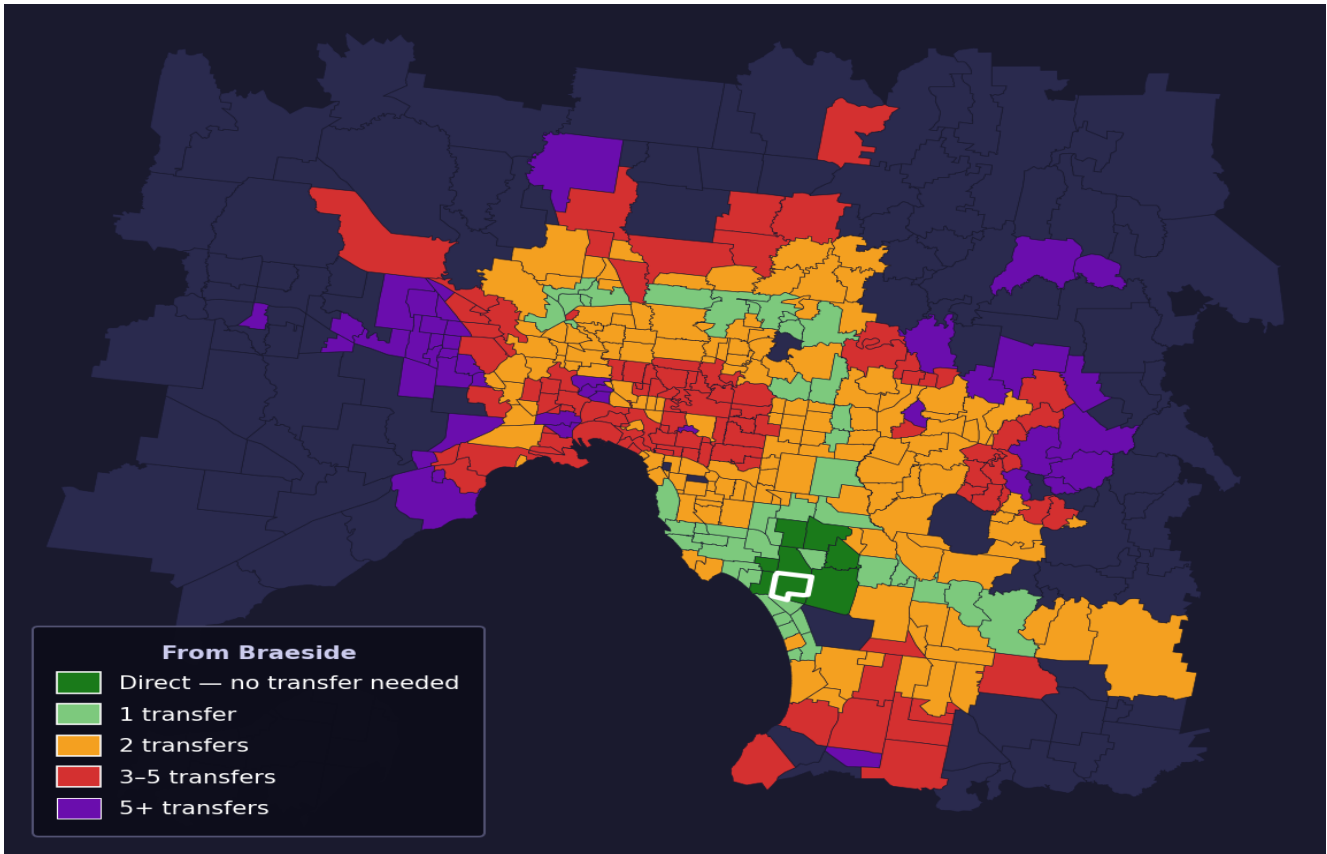 From Braeside
Direct — no transfer needed
1 transfer
2 transfers
3–5 transfers
5+ transfers